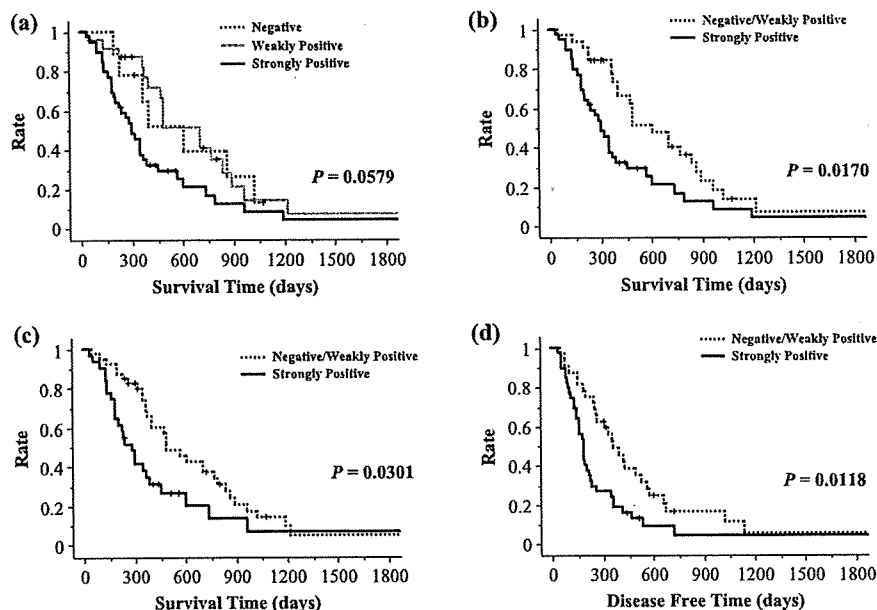 (a)
Negative
Weakly Positive
Strongly Positive
1
0.8
0.6
0.4
0.2
0
Rate
P = 0.0579
0 300 600 900 1200 1500 1800
Survival Time (days)
(b)
Negative/Weakly Positive
Strongly Positive
1
0.8
0.6
0.4
0.2
0
Rate
P = 0.0170
0 300 600 900 1200 1500 1800
Survival Time (days)
(c)
Negative/Weakly Positive
Strongly Positive
1
0.8
0.6
0.4
0.2
0
Rate
P = 0.0301
0 300 600 900 1200 1500 1800
Survival Time (days)
(d)
Negative/Weakly Positive
Strongly Positive
1
0.8
0.6
0.4
0.2
0
Rate
P = 0.0118
0 300 600 900 1200 1500 1800
Disease Free Time (days)